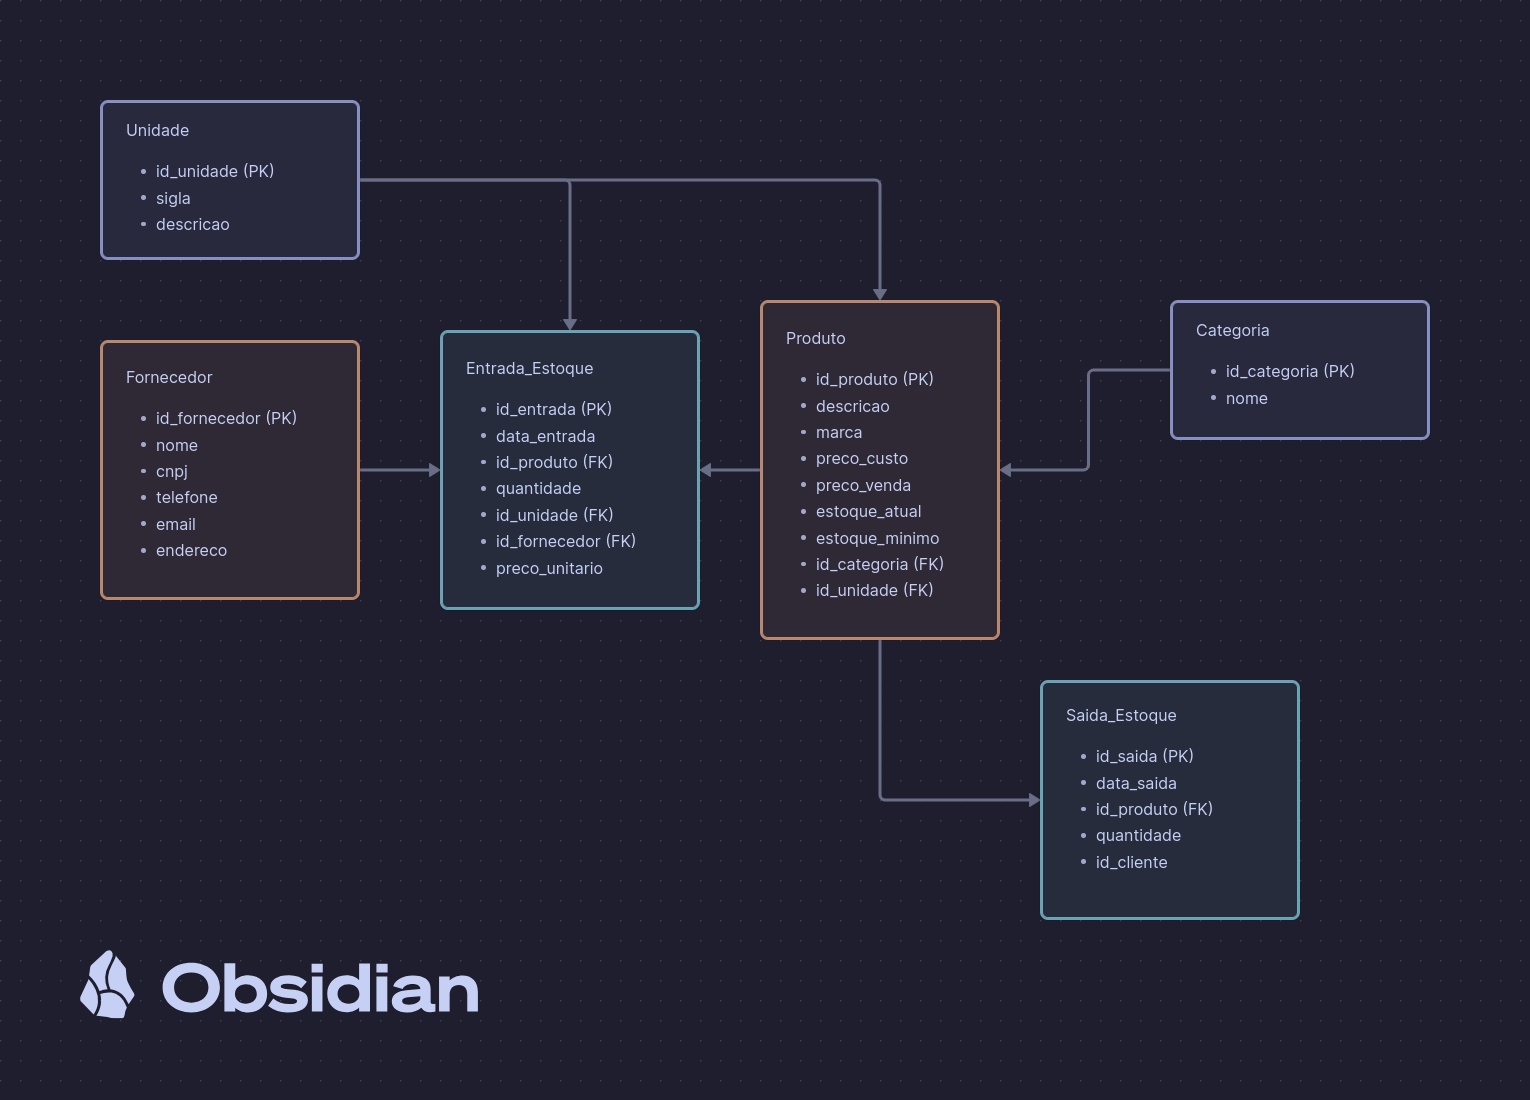 Unidade
id_unidade (PK)
sigla
descricao
Fornecedor
id_fornecedor (PK)
nome
cnpj
telefone
email
endereco
Entrada_Estoque
id_entrada (PK)
data_entrada
id_produto (FK)
quantidade
id_unidade (FK)
id_fornecedor (FK)
preco_unitario
Produto
id_produto (PK)
descricao
marca
preco_custo
preco_venda
estoque_atual
estoque_minimo
id_categoria (FK)
id_unidade (FK)
Categoria
id_categoria (PK)
nome
Saida_Estoque
id_saida (PK)
data_saida
id_produto (FK)
quantidade
id_cliente
Obsidian